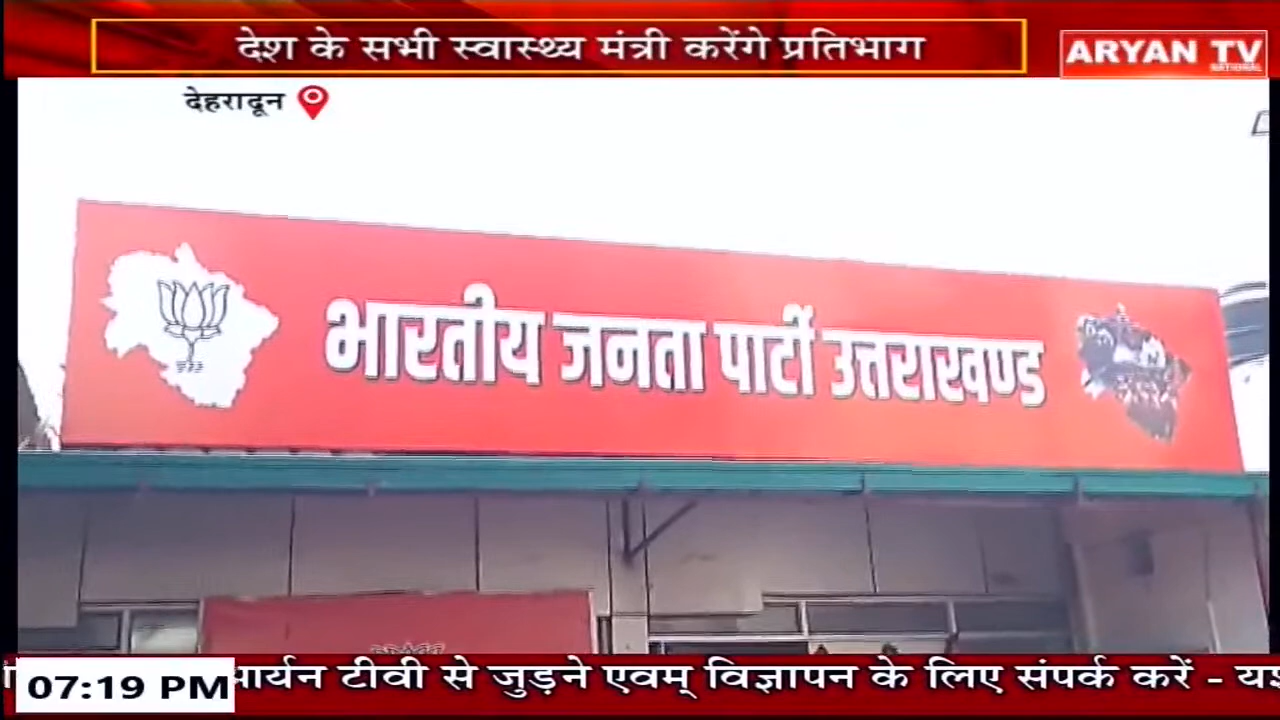 देश के सभी स्वास्थ्य मंत्री करेंगे प्रतिभाग
ARYAN TV
NATIONAL
देहरादून
भारतीय जनता पार्टी उत्तराखण्ड
07:19 PM
आर्यन टीवी से जुड़ने एवम् विज्ञापन के लिए संपर्क करें -